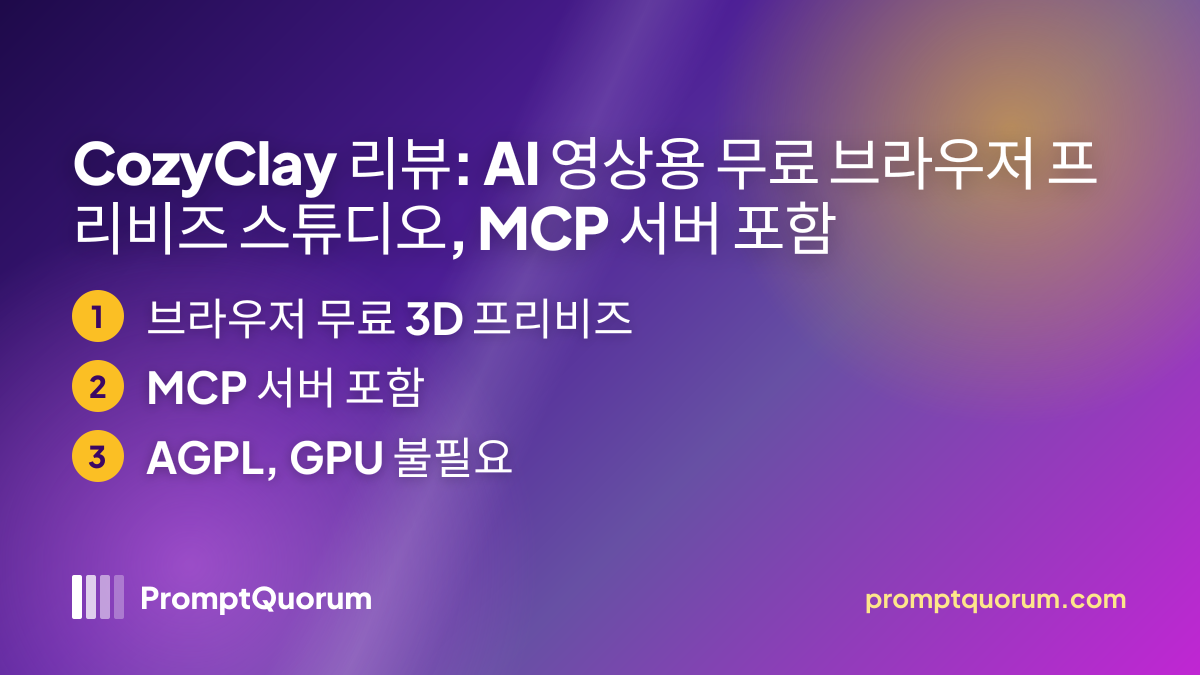 CozyClay 리뷰: AI 영상용 무료 브라우저 프
리비즈 스튜디오, MCP 서버 포함
1 브라우저 무료 3D 프리비즈
2 MCP 서버 포함
3 AGPL, GPU 불필요
PromptQuorum
promptquorum.com